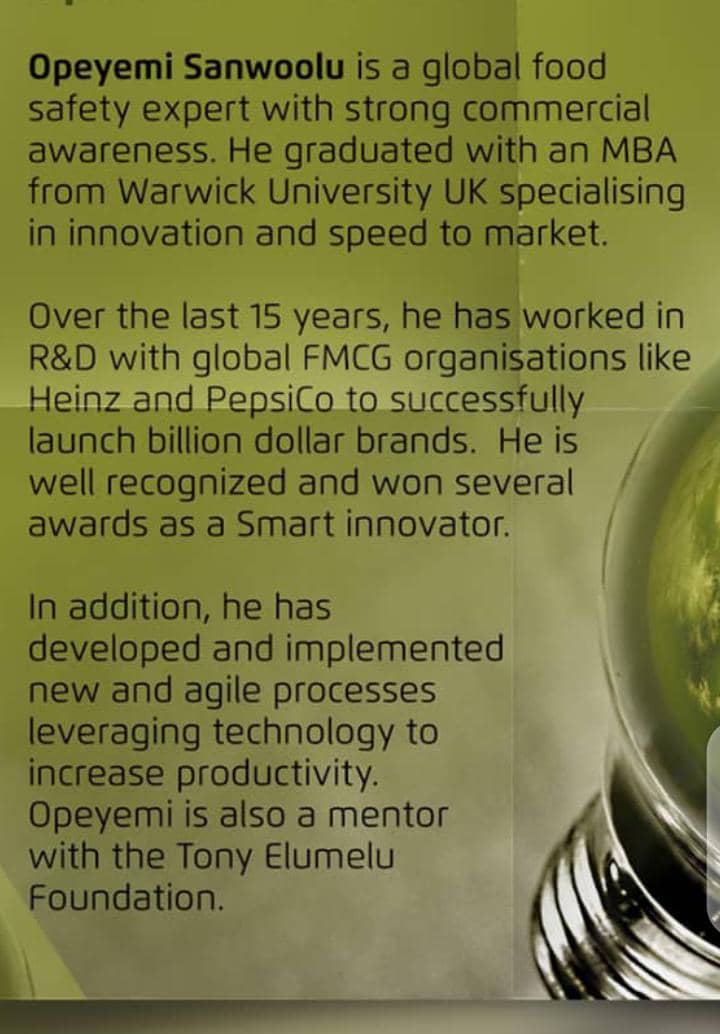 Opeyemi Sanwoolu is a global food
safety expert with strong commercial
awareness. He graduated with an MBA
from Warwick University UK specialising
in innovation and speed to market.
Over the last 15 years, he has worked in
R&D with global FMCG organisations like
Heinz and PepsiCo to successfully
launch billion dollar brands.  He is
well recognized and won several
awards as a Smart innovator.
In addition, he has
developed and implemented
new and agile processes
leveraging technology to
increase productivity.
Opeyemi is also a mentor
with the Tony Elumelu
Foundation.